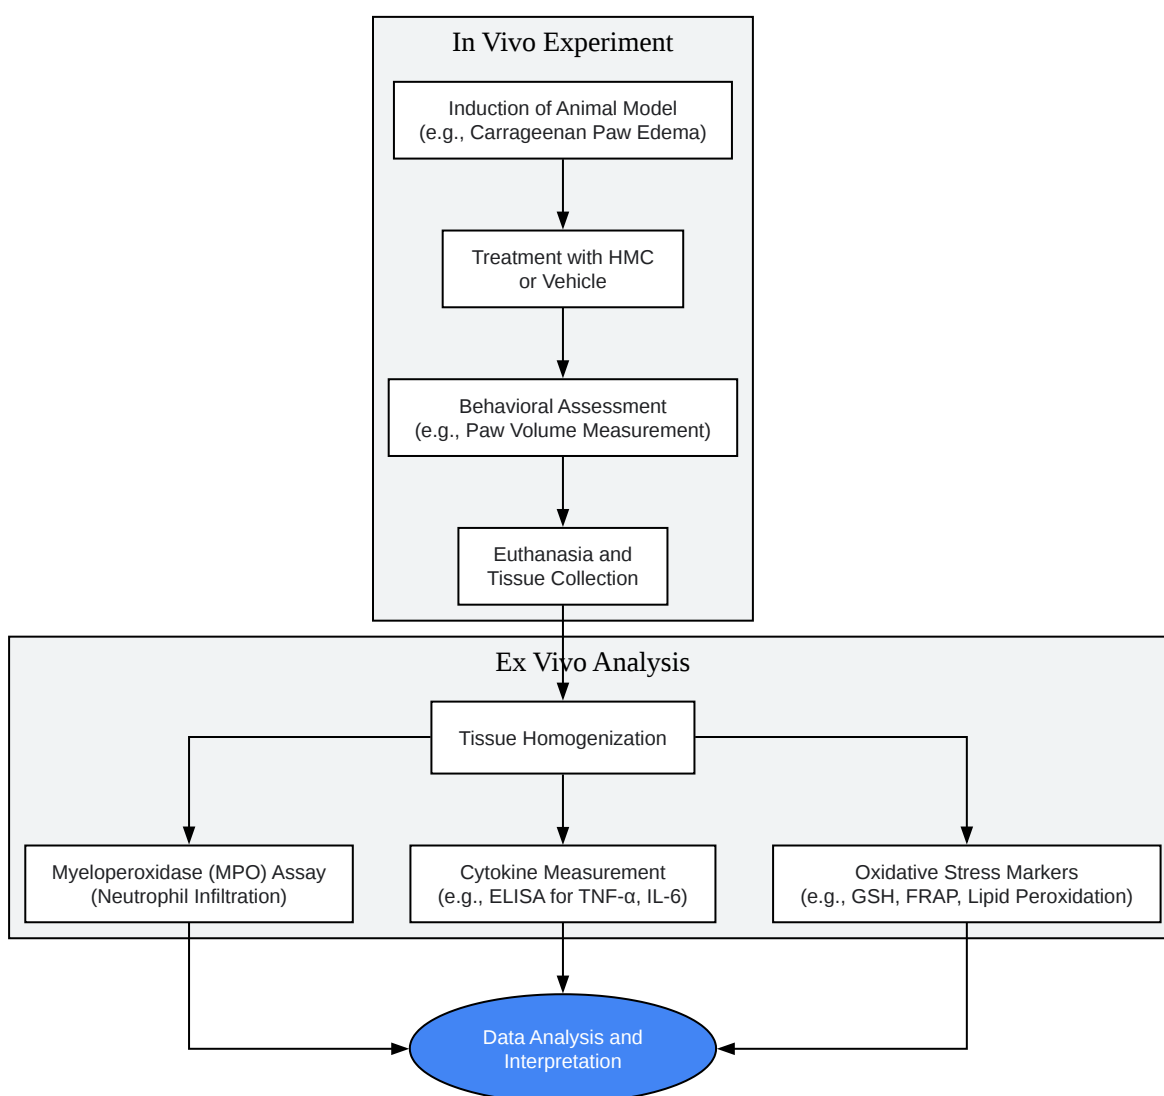 In Vivo Experiment
Induction of Animal Model
(e.g., Carrageenan Paw Edema)
Treatment with HMC
or Vehicle
Behavioral Assessment
(e.g., Paw Volume Measurement)
Euthanasia and
Tissue Collection
Ex Vivo Analysis
Tissue Homogenization
Myeloperoxidase (MPO) Assay
(Neutrophil Infiltration)
Cytokine Measurement
(e.g., ELISA for TNF-α, IL-6)
Oxidative Stress Markers
(e.g., GSH, FRAP, Lipid Peroxidation)
Data Analysis and
Interpretation